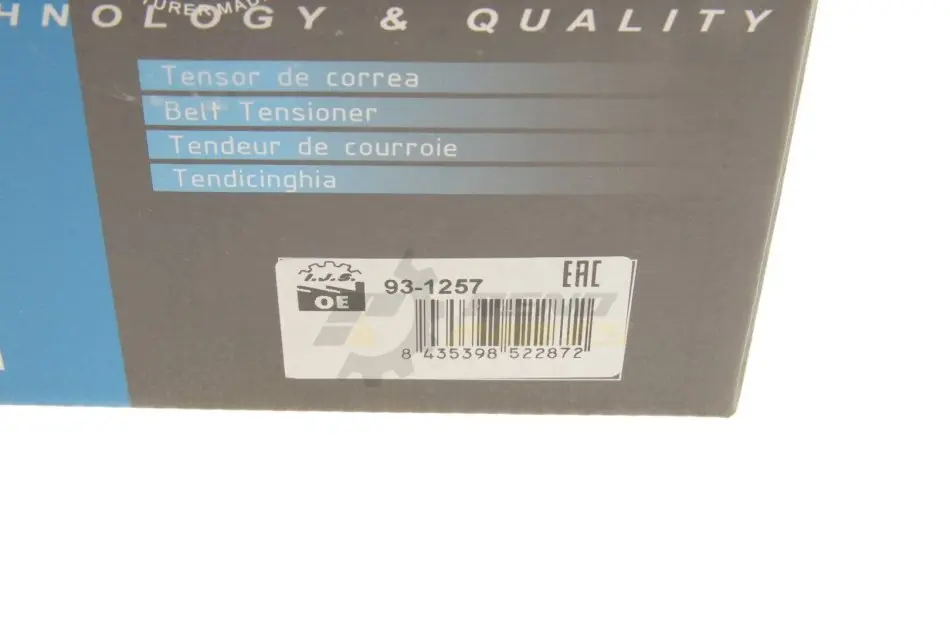 HNOLOGY & QUALITY
Tensor de correa
Belt Tensioner
Tendeur de courroie
Tendicinghia
I.J.S.
OE
93-1257
EAC
8 435398 522872